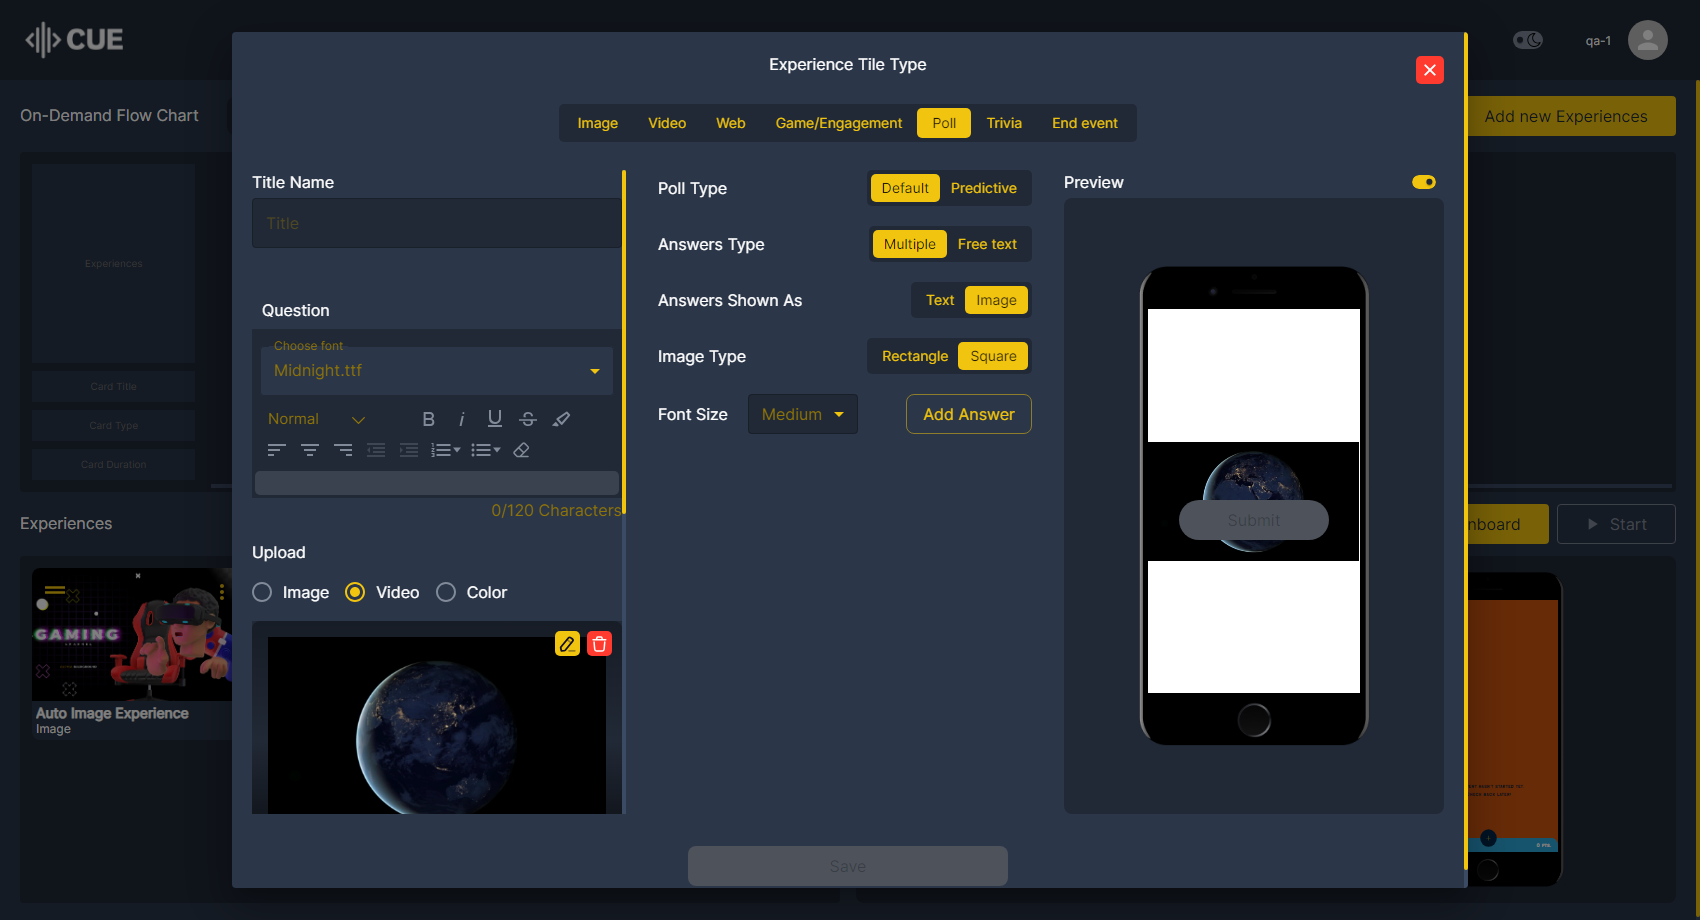 CUE
qa-1
On-Demand Flow Chart
Add new Experiences
Experiences
Card Title
Card Type
Card Duration
Experiences
nboard
Start
GAMING
Auto Image Experience
Image
0 Pts.
Experience Tile Type
Image Video Web Game/Engagement Poll Trivia End event
Title Name
Title
Question
Choose font
Midnight.ttf
Normal
0/120 Characters
Upload
Image Video Color
Poll Type Default Predictive
Answers Type Multiple Free text
Answers Shown As Text Image
Image Type Rectangle Square
Font Size Medium Add Answer
Preview
Submit
Save